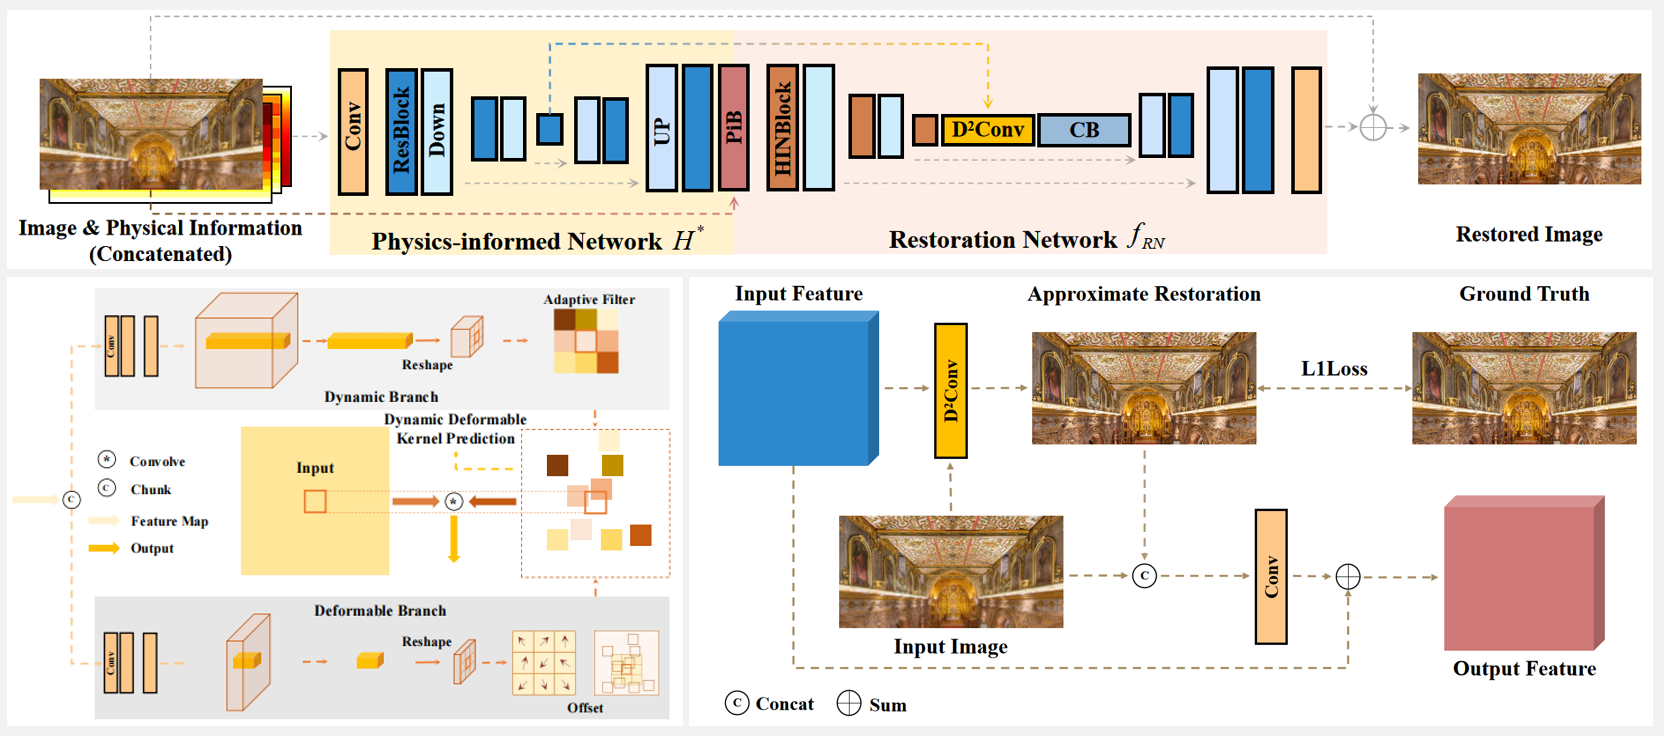 Conv
ResBlock
Down
UP
PiB
HINBlock
D²Conv
CB
Image & Physical Information
(Concatenated)
Physics-informed Network H*
Restoration Network fRN
Restored Image
Adaptive Filter
Conv
Reshape
Dynamic Branch
Dynamic Deformable
Kernel Prediction
Input
* Convolve
C Chunk
Feature Map
Output
C
*
Deformable Branch
Conv
Reshape
Offset
Input Feature
Approximate Restoration
Ground Truth
D²Conv
L1Loss
C
Conv
Input Image
Output Feature
C Concat
Sum